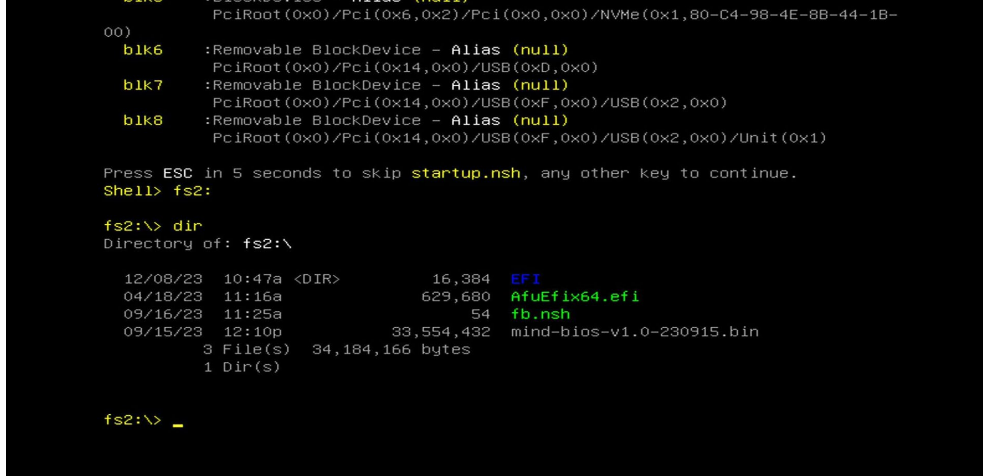 PciRoot(0x0)/Pci(0x6,0x2)/Pci(0x0,0x0)/NVMe(0x1,80-C4-98-4E-8B-44-1B-
00)
blk6 :Removable BlockDevice - Alias (null)
PciRoot(0x0)/Pci(0x14,0x0)/USB(0xD,0x0)
blk7 :Removable BlockDevice - Alias (null)
PciRoot(0x0)/Pci(0x14,0x0)/USB(0xF,0x0)/USB(0x2,0x0)
blk8 :Removable BlockDevice - Alias (null)
PciRoot(0x0)/Pci(0x14,0x0)/USB(0xF,0x0)/USB(0x2,0x0)/Unit(0x1)
Press ESC in 5 seconds to skip startup.nsh, any other key to continue.
Shell> fs2:
fs2:\> dir
Directory of: fs2:\
12/08/23 10:47a <DIR> 16,384 EFI
04/18/23 11:16a 629,680 AfuEfix64.efi
09/16/23 11:25a 54 fb.nsh
09/15/23 12:10p 33,554,432 mind-bios-v1.0-230915.bin
3 File(s) 34,184,166 bytes
1 Dir(s)
fs2:\> _